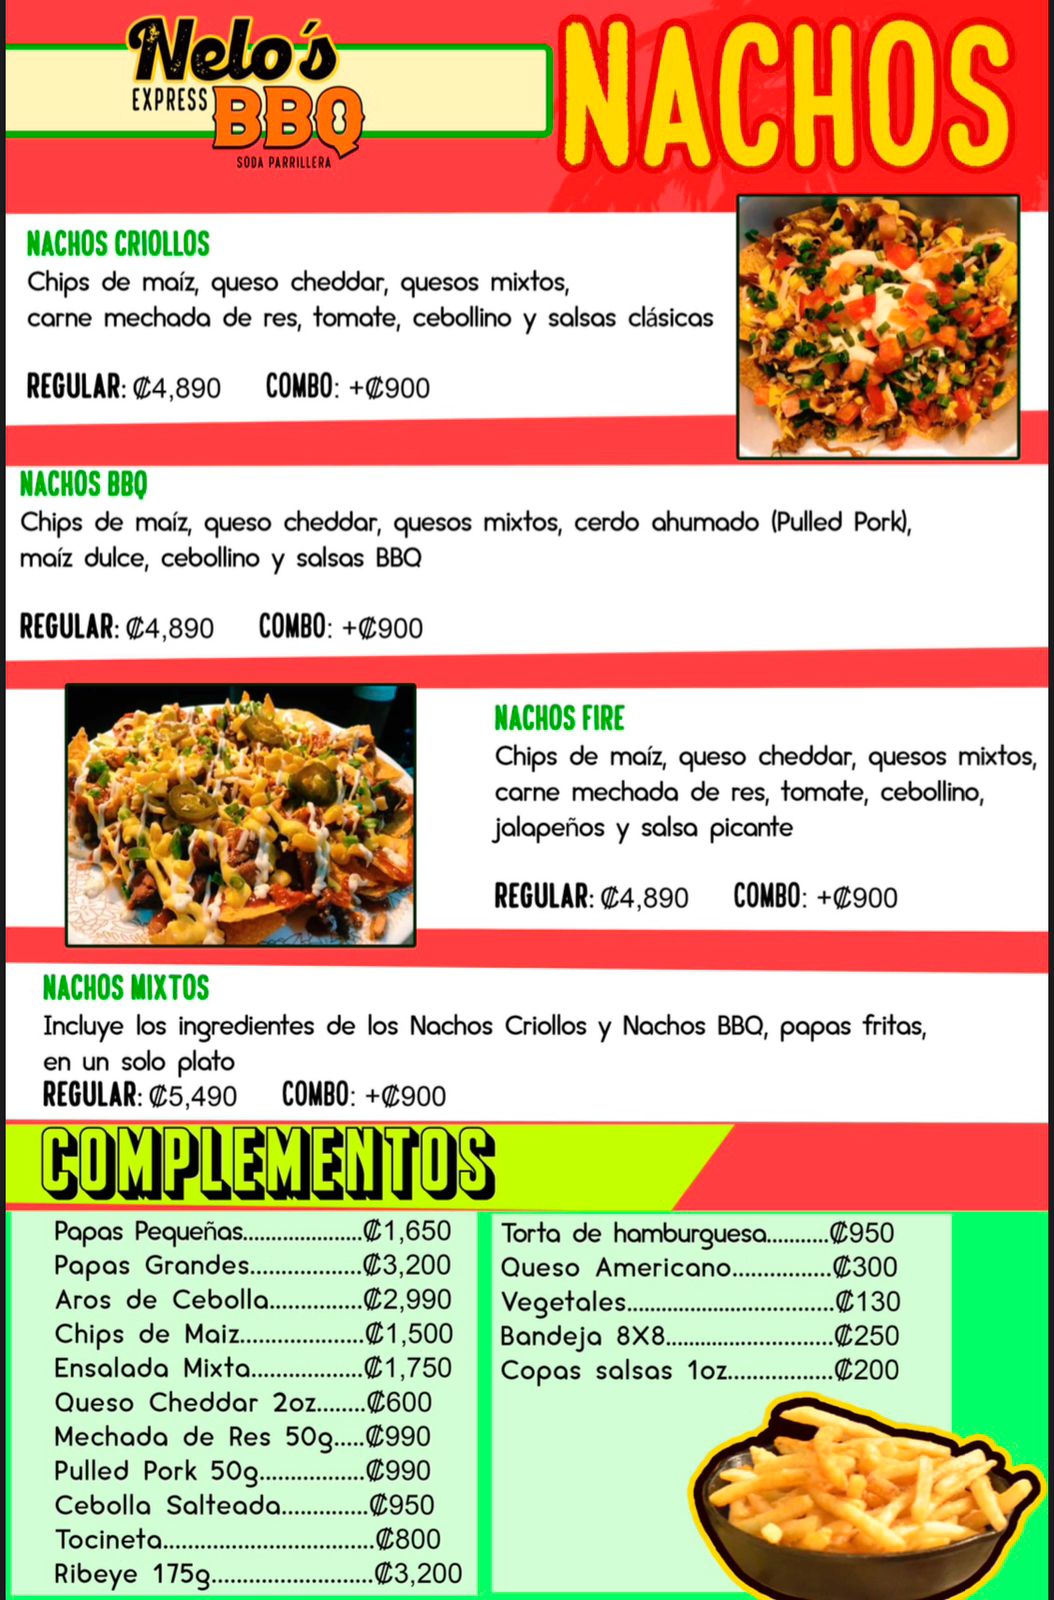 Nelo's
EXPRESS BBQ
SODA PARRILLERA
NACHOS
NACHOS CRIOLLOS
Chips de maíz, queso cheddar, quesos mixtos,
carne mechada de res, tomate, cebollino y salsas clásicas
REGULAR: ₡4,890 COMBO: +₡900
NACHOS BBQ
Chips de maíz, queso cheddar, quesos mixtos, cerdo ahumado (Pulled Pork),
maíz dulce, cebollino y salsas BBQ
REGULAR: ₡4,890 COMBO: +₡900
NACHOS FIRE
Chips de maíz, queso cheddar, quesos mixtos,
carne mechada de res, tomate, cebollino,
jalapeños y salsa picante
REGULAR: ₡4,890 COMBO: +₡900
NACHOS MIXTOS
Incluye los ingredientes de los Nachos Criollos y Nachos BBQ, papas fritas,
en un solo plato
REGULAR: ₡5,490 COMBO: +₡900
COMPLEMENTOS
Papas Pequeñas.....................₡1,650
Papas Grandes....................₡3,200
Aros de Cebolla................₡2,990
Chips de Maiz......................₡1,500
Ensalada Mixta....................₡1,750
Queso Cheddar 2oz........₡600
Mechada de Res 50g.....₡990
Pulled Pork 50g..................₡990
Cebolla Salteada...............₡950
Tocineta.....................................₡800
Ribeye 175g............................₡3,200
Torta de hamburguesa...........₡950
Queso Americano.................₡300
Vegetales....................................₡130
Bandeja 8X8.............................₡250
Copas salsas 1oz..................₡200